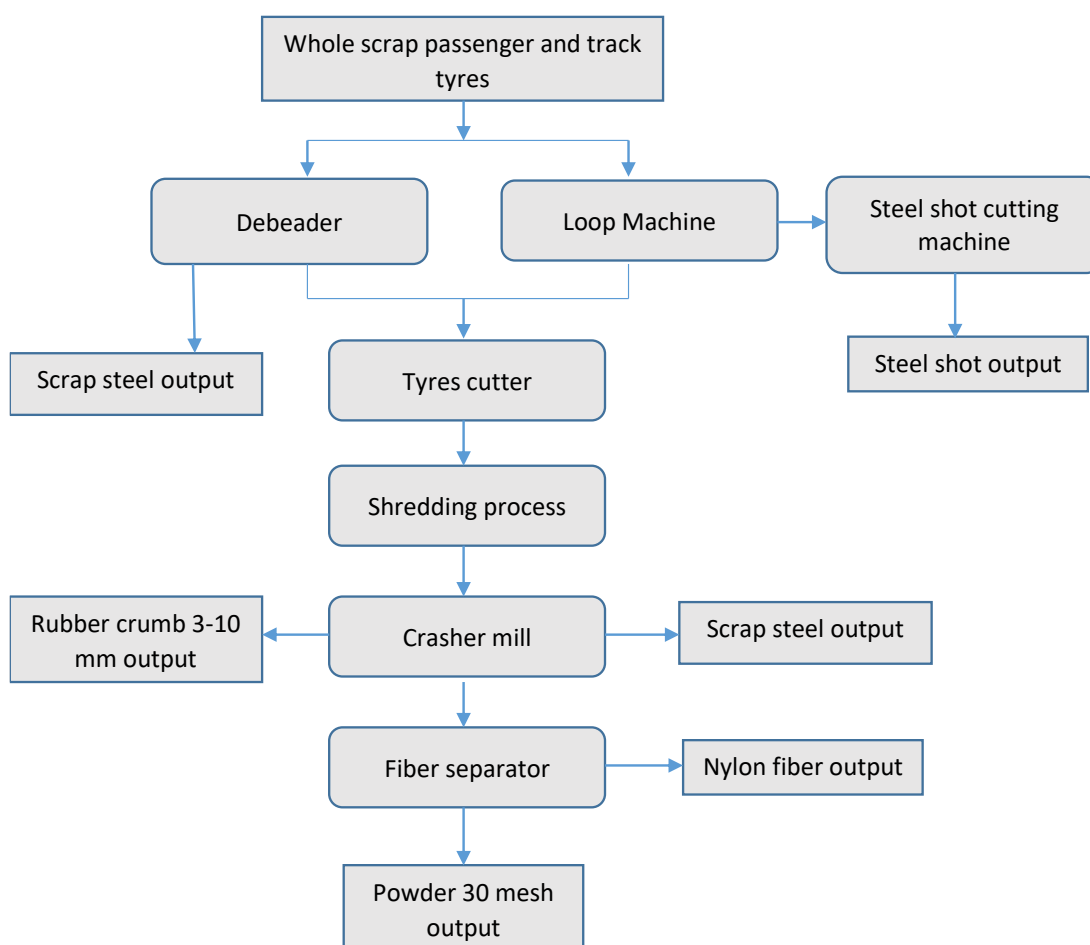 Whole scrap passenger and track
tyres
Debeader
Loop Machine
Steel shot cutting
machine
Scrap steel output
Tyres cutter
Steel shot output
Shredding process
Rubber crumb 3-10
mm output
Crasher mill
Scrap steel output
Fiber separator
Nylon fiber output
Powder 30 mesh
output